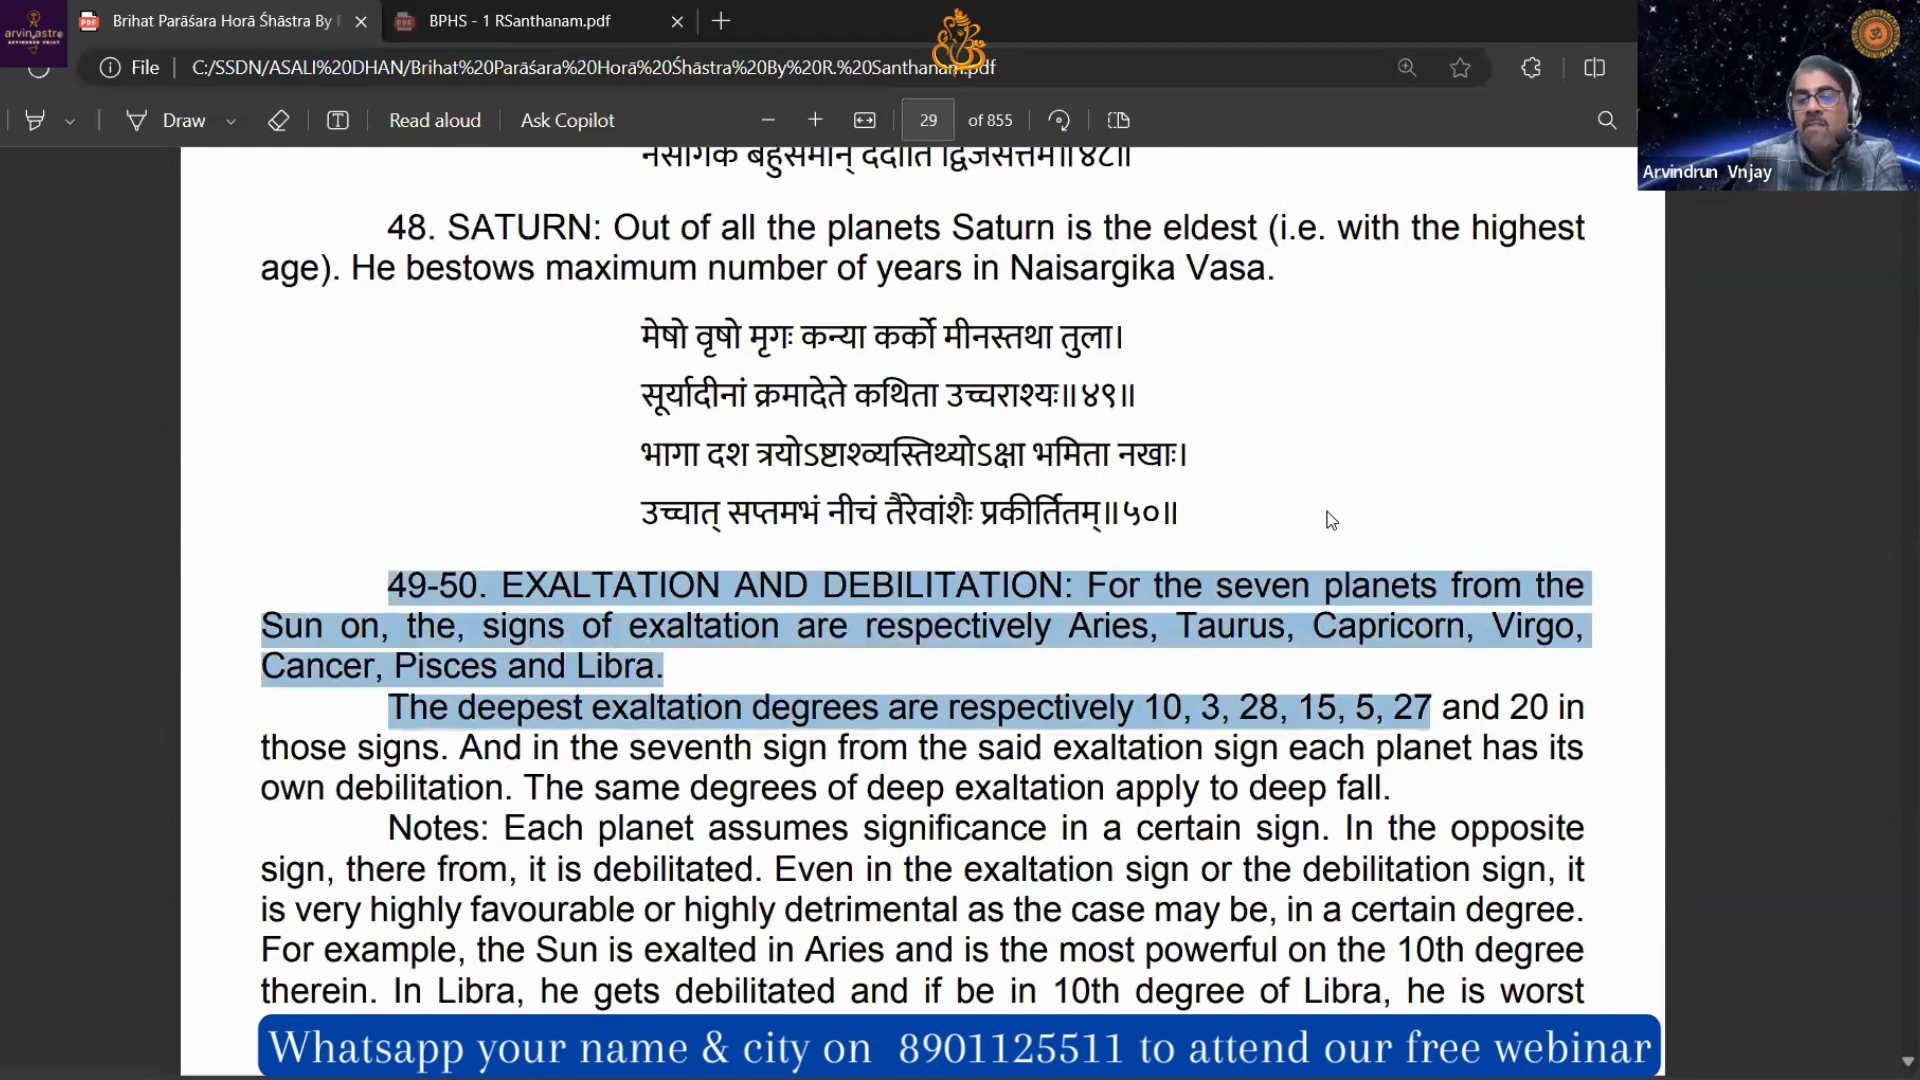 arvin astro
ARVINDRUN VNJAY
Brihat Parāśara Horā Śhāstra By
BPHS - 1 RSanthanam.pdf
File
C:/SSDN/ASALI%20DHAN/Brihat%20Parāśara%20Horā%20Śhāstra%20By%20R.%20Santhanam.pdf
Draw
Read aloud
Ask Copilot
29
of 855
Arvindrun Vnjay
नैसर्गिके बहुसमान् ददाति द्विजसत्तम॥४८॥
48. SATURN: Out of all the planets Saturn is the eldest (i.e. with the highest
age). He bestows maximum number of years in Naisargika Vasa.
मेषो वृषो मृगः कन्या कर्को मीनस्तथा तुला।
सूर्यादीनां क्रमादेते कथिता उच्चराश्यः॥४९॥
भागा दश त्रयोऽष्टाश्व्यस्तिथ्योऽक्षा भमिता नखाः।
उच्चात् सप्तमभं नीचं तैरेवांशैः प्रकीर्तितम्॥५०॥
49-50. EXALTATION AND DEBILITATION: For the seven planets from the
Sun on, the, signs of exaltation are respectively Aries, Taurus, Capricorn, Virgo,
Cancer, Pisces and Libra.
The deepest exaltation degrees are respectively 10, 3, 28, 15, 5, 27 and 20 in
those signs. And in the seventh sign from the said exaltation sign each planet has its
own debilitation. The same degrees of deep exaltation apply to deep fall.
Notes: Each planet assumes significance in a certain sign. In the opposite
sign, there from, it is debilitated. Even in the exaltation sign or the debilitation sign, it
is very highly favourable or highly detrimental as the case may be, in a certain degree.
For example, the Sun is exalted in Aries and is the most powerful on the 10th degree
therein. In Libra, he gets debilitated and if be in 10th degree of Libra, he is worst
Whatsapp your name & city on 8901125511 to attend our free webinar